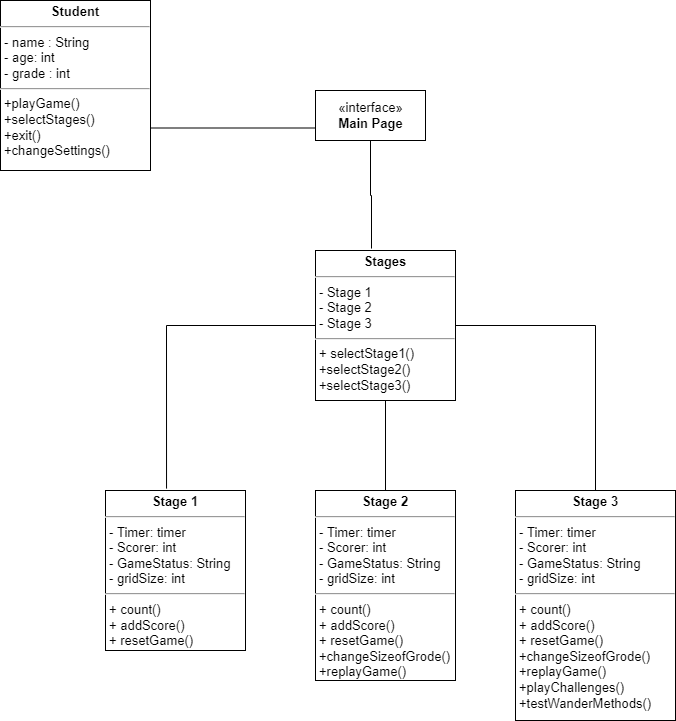 Student
- name : String
- age: int
- grade : int
+playGame()
+selectStages()
+exit()
+changeSettings()
«interface»
Main Page
Stages
- Stage 1
- Stage 2
- Stage 3
+ selectStage1()
+selectStage2()
+selectStage3()
Stage 1
- Timer: timer
- Scorer: int
- GameStatus: String
- gridSize: int
+ count()
+ addScore()
+ resetGame()
Stage 2
- Timer: timer
- Scorer: int
- GameStatus: String
- gridSize: int
+ count()
+ addScore()
+ resetGame()
+changeSizeofGrode()
+replayGame()
Stage 3
- Timer: timer
- Scorer: int
- GameStatus: String
- gridSize: int
+ count()
+ addScore()
+ resetGame()
+changeSizeofGrode()
+replayGame()
+playChallenges()
+testWanderMethods()